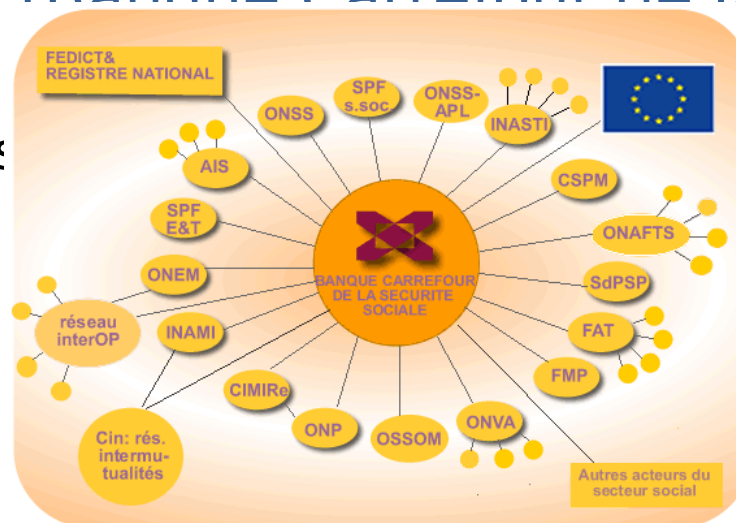 FEDICT&
REGISTRE NATIONAL
ONSS
SPF
s.soc
ONSS-
APL
INASTI
AIS
CSPM
SPF
E&T
ONAFTS
ONEM
SdPSP
réseau
interOP
INAMI
BANQUE CARREFOUR
DE LA SECURITE
SOCIALE
FAT
FMP
CIMIRe
ONP
OSSOM
ONVA
Cin: rés.
intermu-
tualités
Autres acteurs du
secteur social